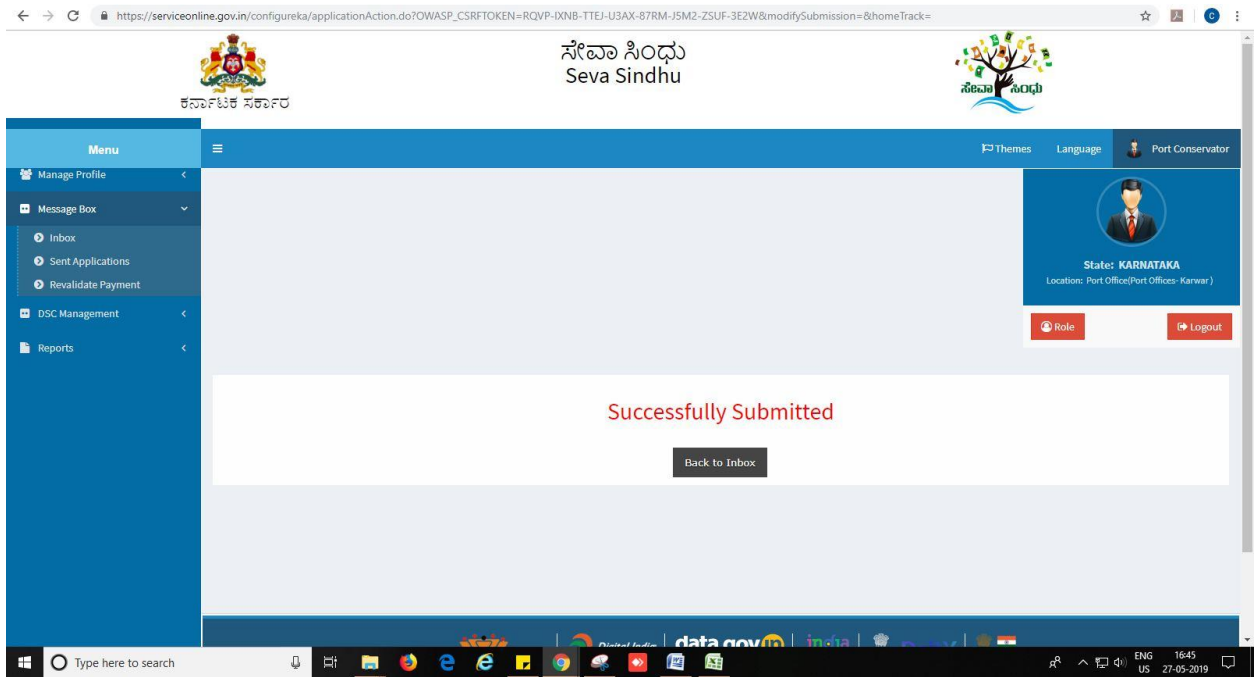 https://serviceonline.gov.in/configureka/applicationAction.do?OWASP_CSRFTOKEN=RQVP-IXNB-TTEJ-U3AX-87RM-J5M2-ZSUF-3E2W&modifySubmission=&homeTrack=
C
ಕರ್ನಾಟಕ ಸರ್ಕಾರ
ಸೇವಾ ಸಿಂಧು
Seva Sindhu
ಸೇವಾ ಸಿಂಧು
Menu
Themes Language Port Conservator
Manage Profile
Message Box
Inbox
Sent Applications
Revalidate Payment
DSC Management
Reports
State: KARNATAKA
Location: Port Office(Port Offices- Karwar )
Role Logout
Successfully Submitted
Back to Inbox
Digital India data.gov.in
Type here to search
ENG 16:45
US 27-05-2019